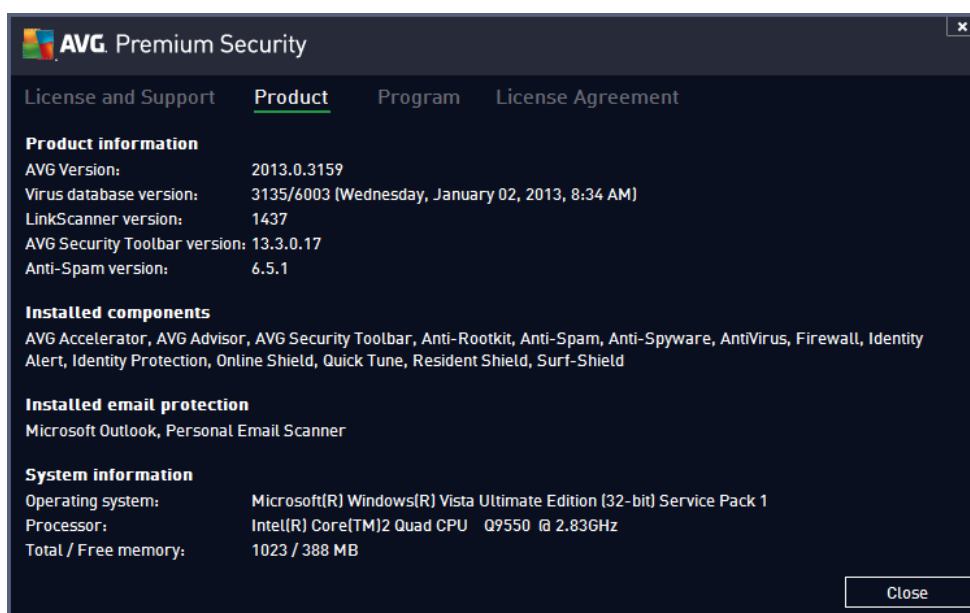 AVG. Premium Security
x
License and Support Product Program License Agreement
Product information
AVG Version: 2013.0.3159
Virus database version: 3135/6003 (Wednesday, January 02, 2013, 8:34 AM)
LinkScanner version: 1437
AVG Security Toolbar version: 13.3.0.17
Anti-Spam version: 6.5.1
Installed components
AVG Accelerator, AVG Advisor, AVG Security Toolbar, Anti-Rootkit, Anti-Spam, Anti-Spyware, AntiVirus, Firewall, Identity
Alert, Identity Protection, Online Shield, Quick Tune, Resident Shield, Surf-Shield
Installed email protection
Microsoft Outlook, Personal Email Scanner
System information
Operating system: Microsoft(R) Windows(R) Vista Ultimate Edition (32-bit) Service Pack 1
Processor: Intel(R) Core(TM)2 Quad CPU Q9550 @ 2.83GHz
Total / Free memory: 1023 / 388 MB
Close